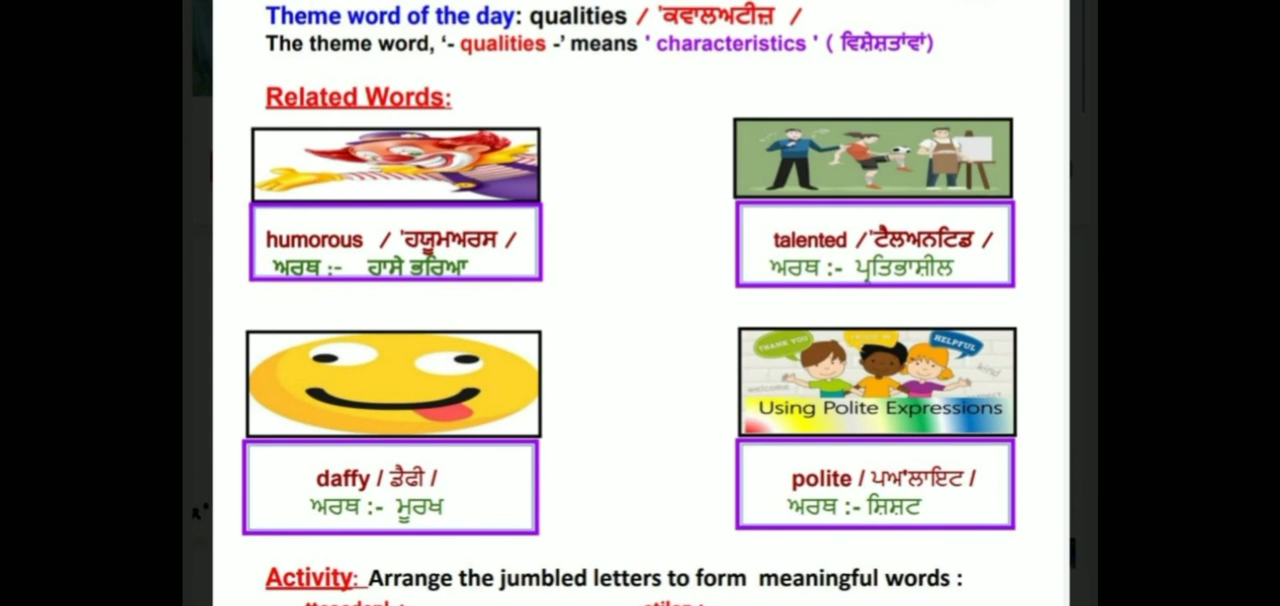 Theme word of the day: qualities / 'ਕਵਾਲਅਟੀਜ਼ /
The theme word, ‘- qualities -’ means ' characteristics ' ( ਵਿਸ਼ੇਸ਼ਤਾਂਵਾਂ)
Related Words:
humorous / 'ਹਯੂਮਅਰਸ /
ਅਰਥ :- ਹਾਸੇ ਭਰਿਆ
talented /'ਟੈਲਅਨਟਿਡ /
ਅਰਥ :- ਪ੍ਰਤਿਭਾਸ਼ੀਲ
THANK YOU
HELPFUL
kind
welcome
Using Polite Expressions
daffy / ਡੈਫੀ /
ਅਰਥ :- ਮੂਰਖ
polite / ਪਅ'ਲਾਇਟ /
ਅਰਥ :- ਸ਼ਿਸ਼ਟ
Activity: Arrange the jumbled letters to form meaningful words :